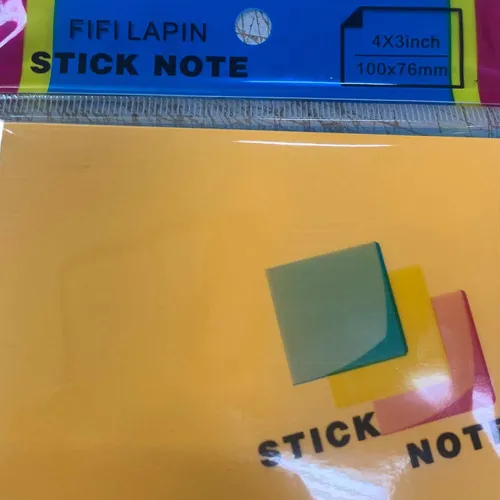 FIFI LAPIN
STICK NOTE
4X3inch
100x76mm
STICK NOTE